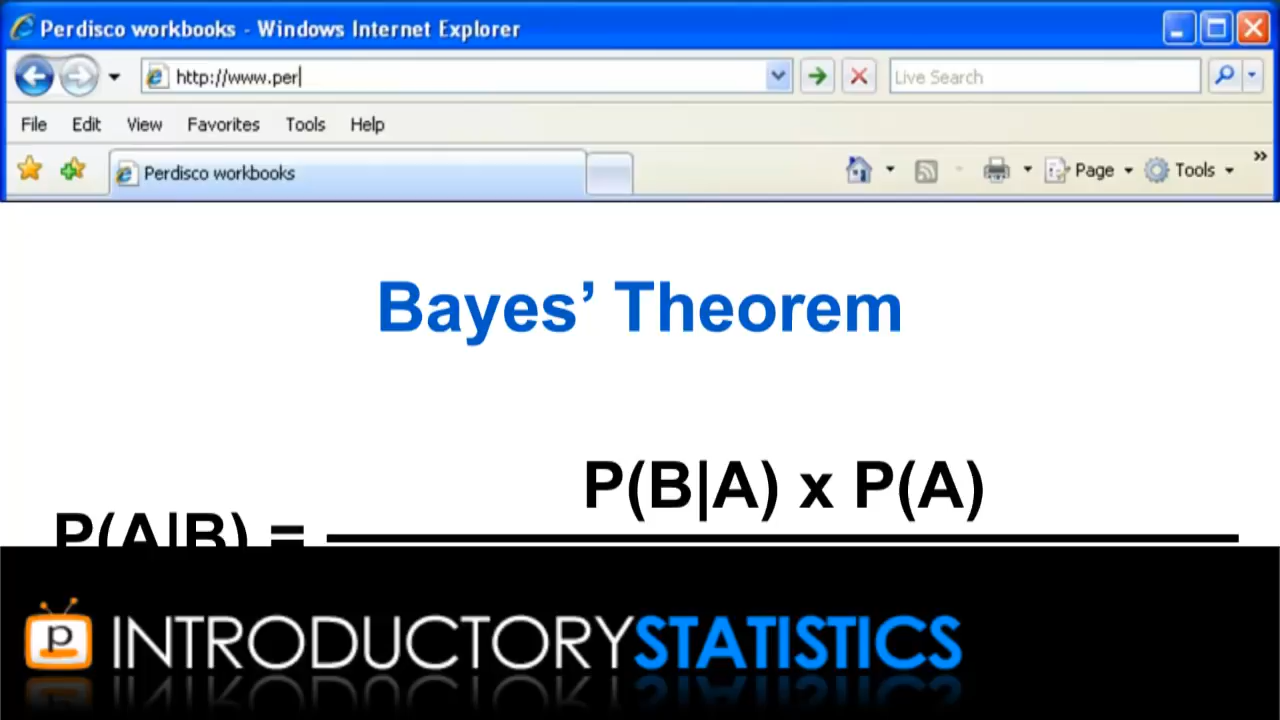 Perdisco workbooks - Windows Internet Explorer
http://www.per
Live Search
File Edit View Favorites Tools Help
Perdisco workbooks
Page Tools
Bayes’ Theorem
P(B|A) x P(A)
P(A|B) =
p INTRODUCTORYSTATISTICS